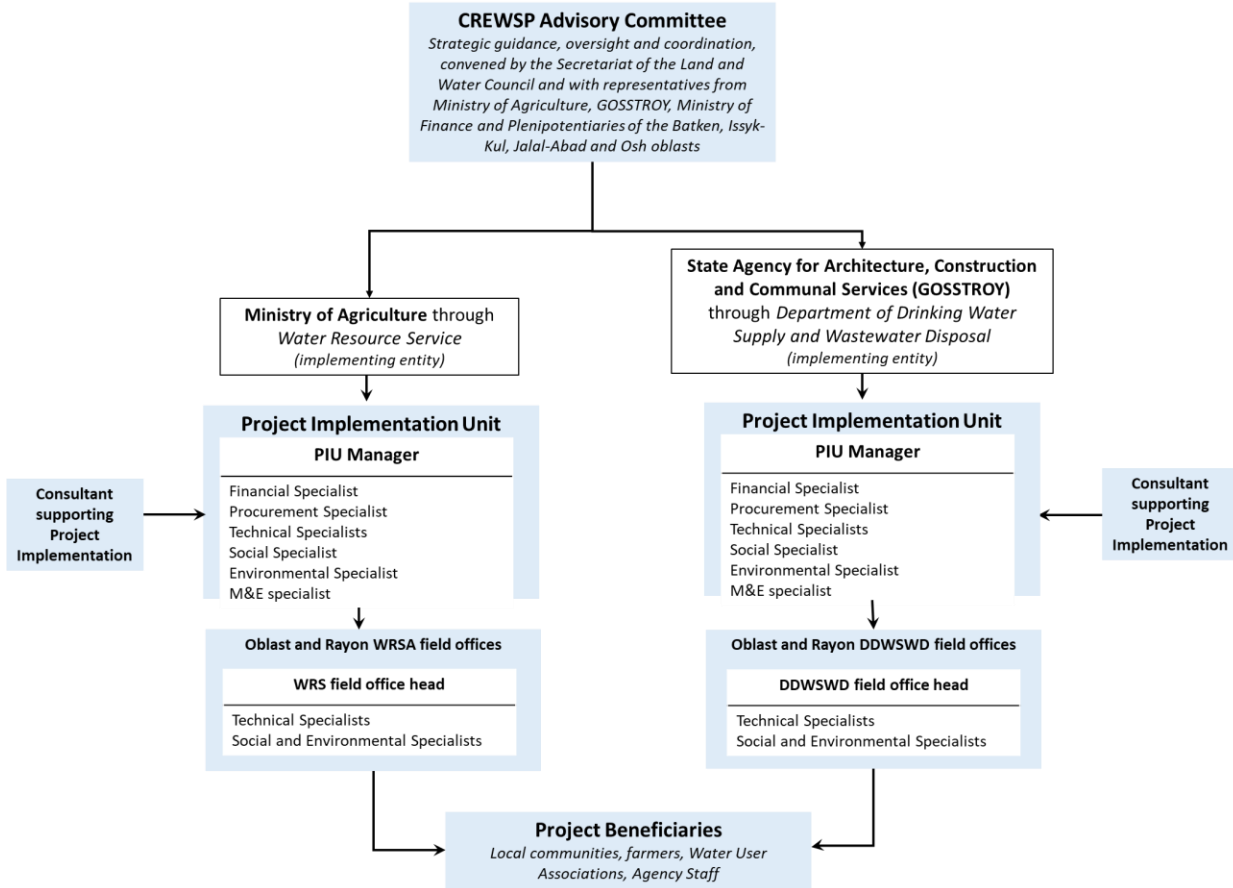 CREWSP Advisory Committee
Strategic guidance, oversight and coordination,
convened by the Secretariat of the Land and
Water Council and with representatives from
Ministry of Agriculture, GOSSTROY, Ministry of
Finance and Plenipotentiaries of the Batken, Issyk-
Kul, Jalal-Abad and Osh oblasts
Ministry of Agriculture through
Water Resource Service
(implementing entity)
State Agency for Architecture, Construction
and Communal Services (GOSSTROY)
through Department of Drinking Water
Supply and Wastewater Disposal
(implementing entity)
Consultant
supporting
Project
Implementation
Project Implementation Unit
PIU Manager
Financial Specialist
Procurement Specialist
Technical Specialists
Social Specialist
Environmental Specialist
M&E specialist
Project Implementation Unit
PIU Manager
Financial Specialist
Procurement Specialist
Technical Specialists
Social Specialist
Environmental Specialist
M&E specialist
Consultant
supporting
Project
Implementation
Oblast and Rayon WRSA field offices
WRS field office head
Technical Specialists
Social and Environmental Specialists
Oblast and Rayon DDWSWD field offices
DDWSWD field office head
Technical Specialists
Social and Environmental Specialists
Project Beneficiaries
Local communities, farmers, Water User
Associations, Agency Staff